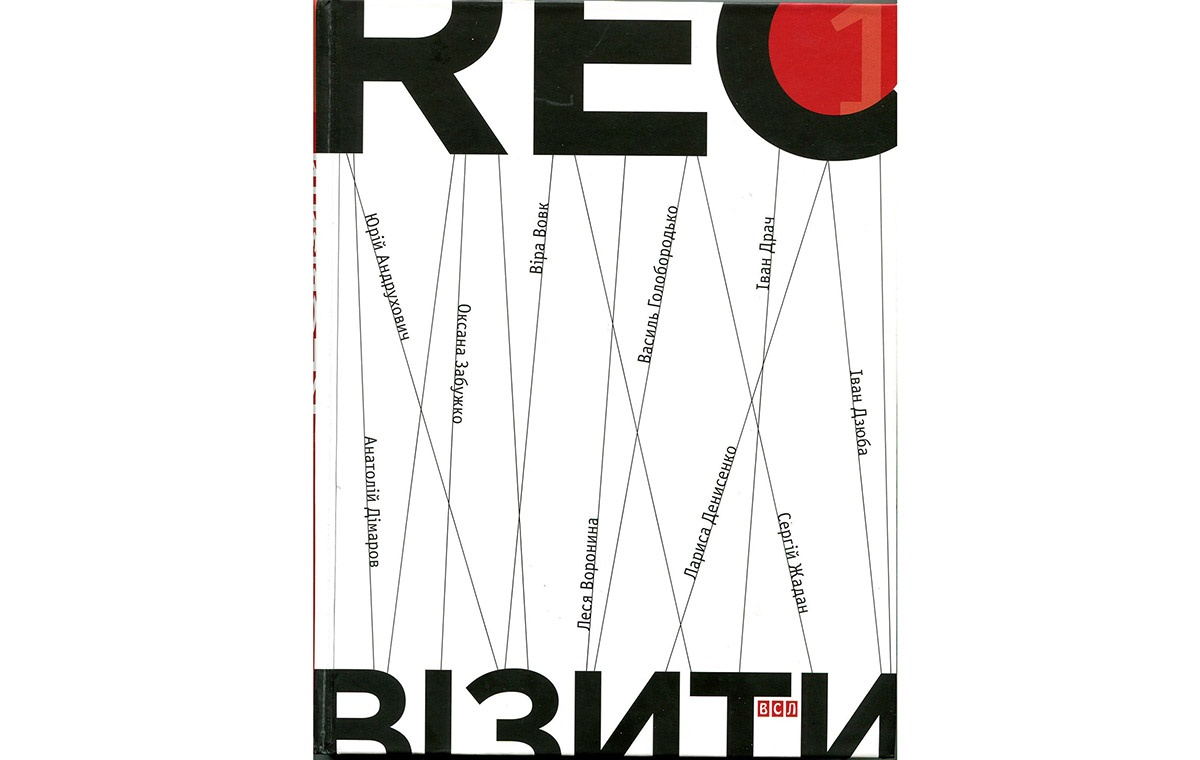 REC
1
Юрій Андрухович
Анатолій Дімаров
Оксана Забужко
Віра Вовк
Леся Воронина
Василь Голобородько
Лариса Денисенко
Іван Драч
Сергій Жадан
Іван Дзюба
ВІЗИТИ
ВСЛ